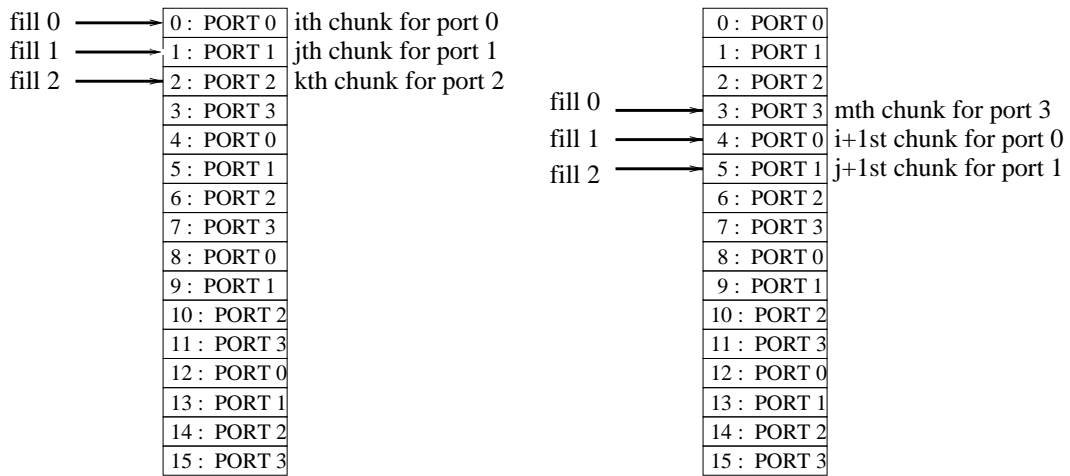 fill 0 0 : PORT 0 ith chunk for port 0
fill 1 1 : PORT 1 jth chunk for port 1
fill 2 2 : PORT 2 kth chunk for port 2
3 : PORT 3
4 : PORT 0
5 : PORT 1
6 : PORT 2
7 : PORT 3
8 : PORT 0
9 : PORT 1
10 : PORT 2
11 : PORT 3
12 : PORT 0
13 : PORT 1
14 : PORT 2
15 : PORT 3
0 : PORT 0
1 : PORT 1
2 : PORT 2
fill 0 3 : PORT 3 mth chunk for port 3
fill 1 4 : PORT 0 i+1st chunk for port 0
fill 2 5 : PORT 1 j+1st chunk for port 1
6 : PORT 2
7 : PORT 3
8 : PORT 0
9 : PORT 1
10 : PORT 2
11 : PORT 3
12 : PORT 0
13 : PORT 1
14 : PORT 2
15 : PORT 3